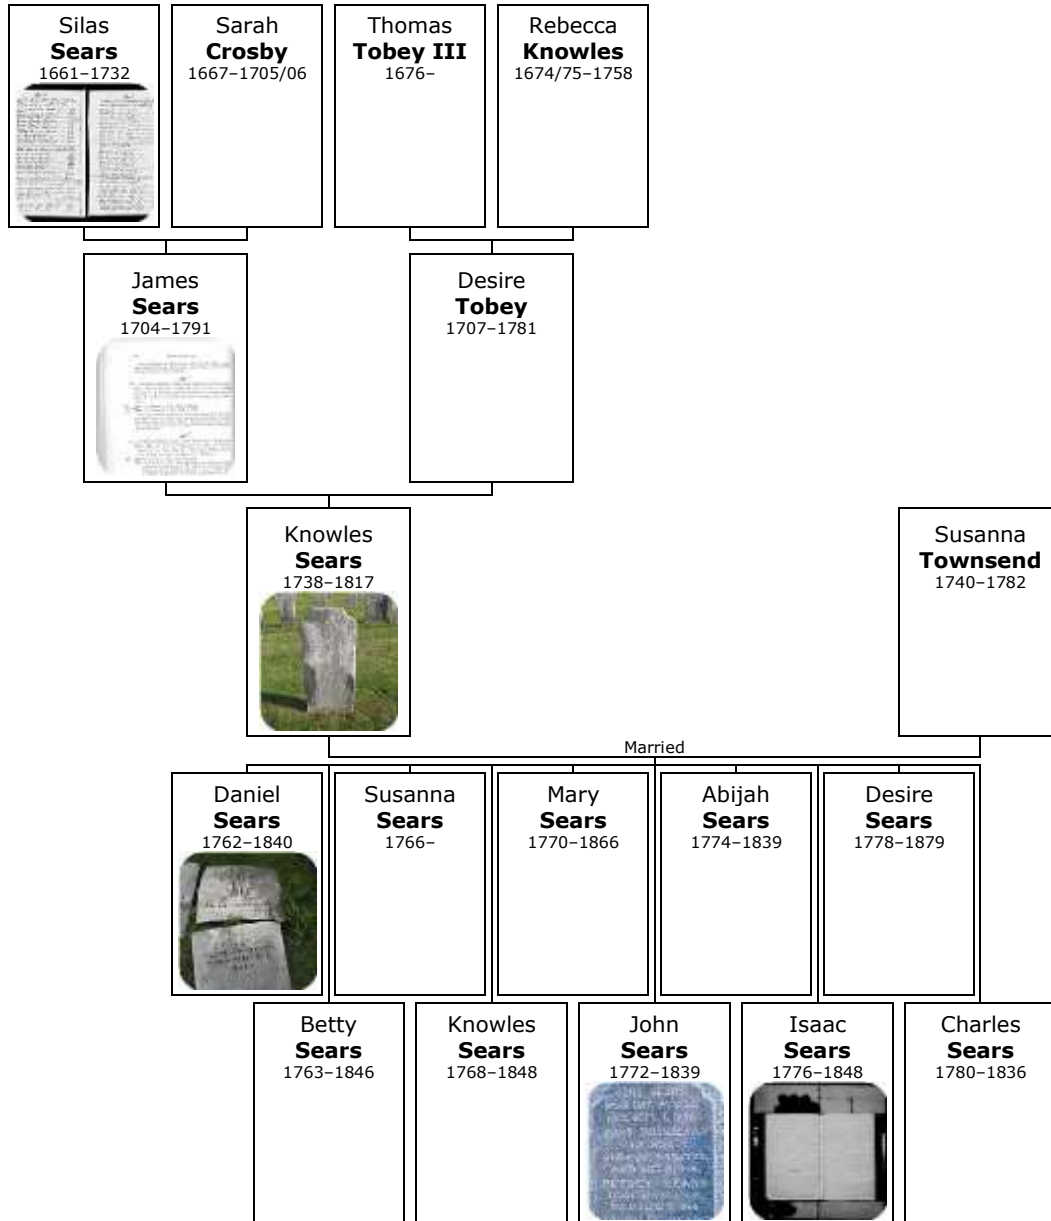 Silas
Sears
1661–1732
Sarah
Crosby
1667–1705/06
Thomas
Tobey III
1676–
Rebecca
Knowles
1674/75–1758
James
Sears
1704–1791
Desire
Tobey
1707–1781
Knowles
Sears
1738–1817
Susanna
Townsend
1740–1782
Married
Daniel
Sears
1762–1840
Susanna
Sears
1766–
Mary
Sears
1770–1866
Abijah
Sears
1774–1839
Desire
Sears
1778–1879
Betty
Sears
1763–1846
Knowles
Sears
1768–1848
John
Sears
1772–1839
Isaac
Sears
1776–1848
Charles
Sears
1780–1836